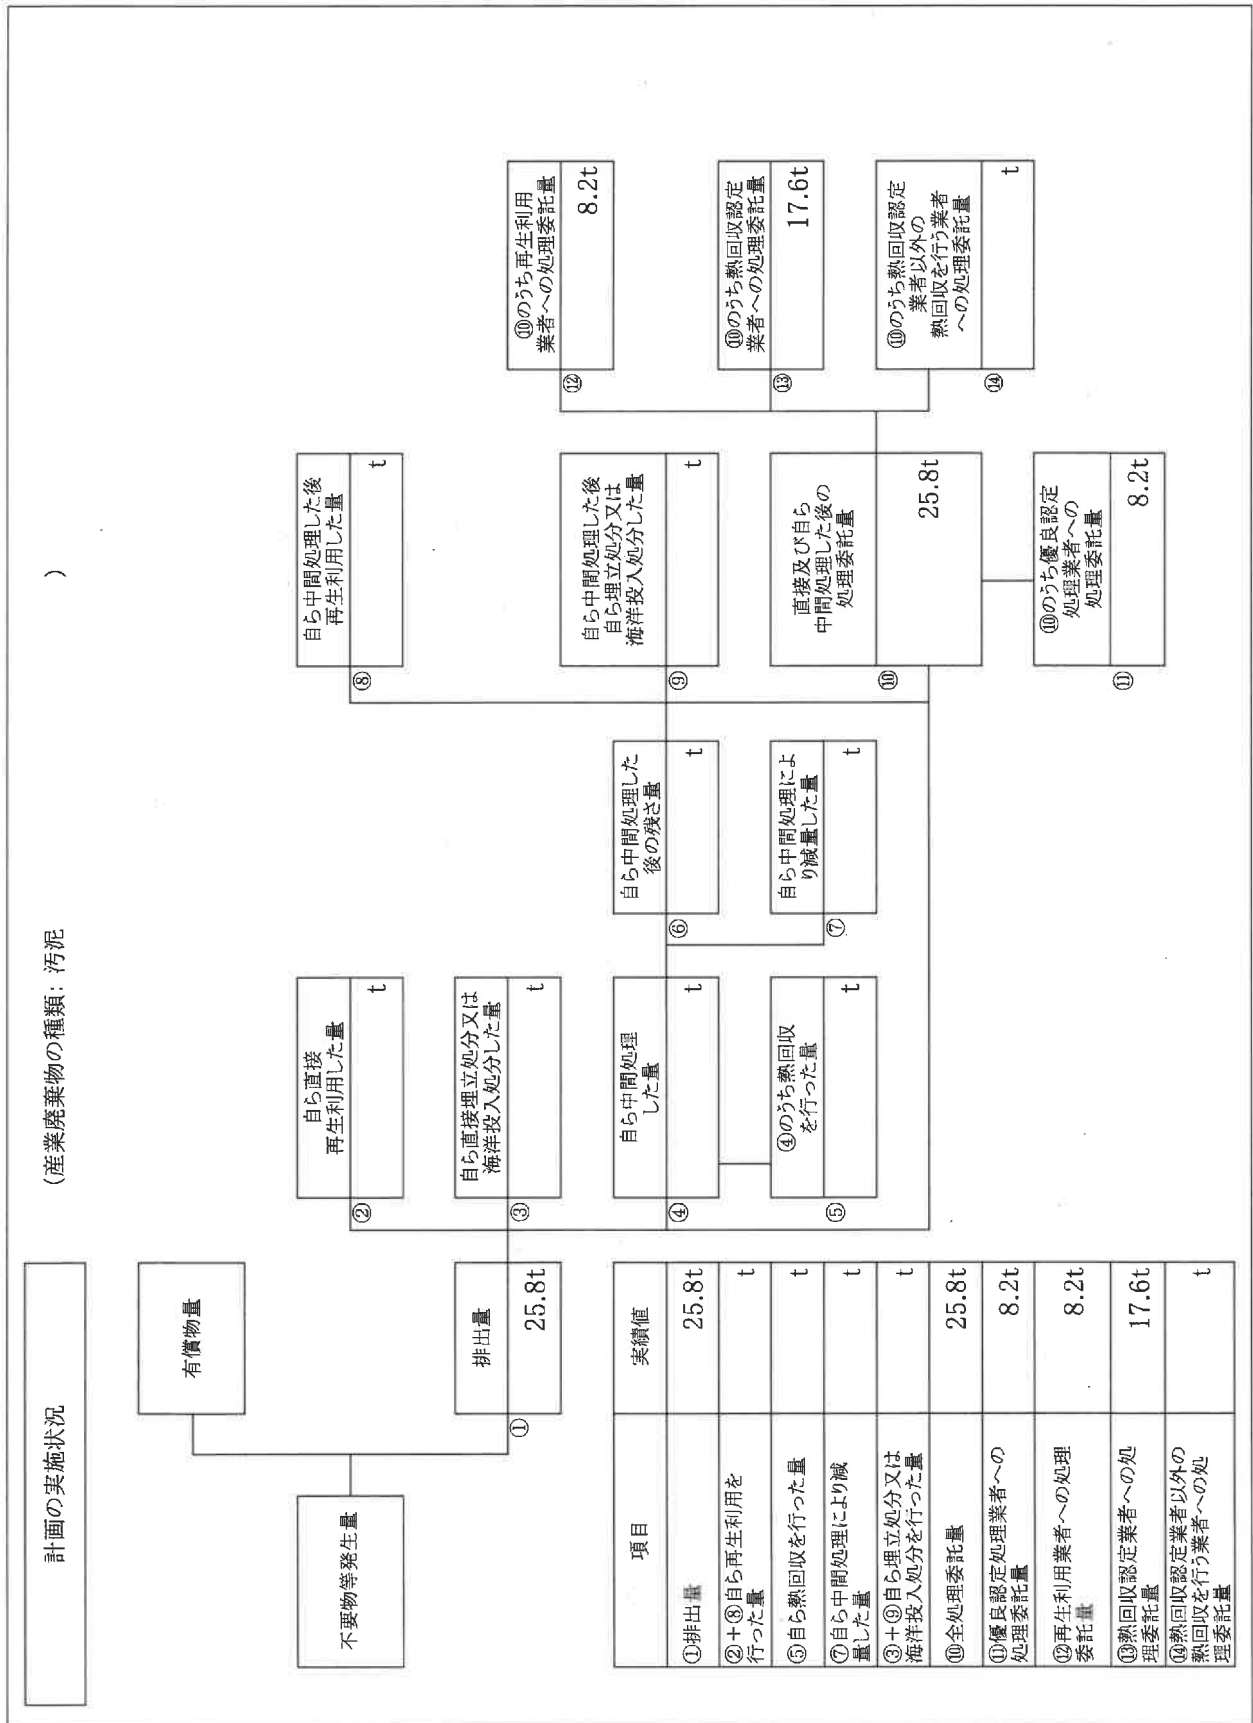 計画の実施状況
(産業廃棄物の種類：汚泥 )
不要物等発生量
有償物量
①
排出量
25.8t
②
自ら直接
再生利用した量
t
③
自ら直接埋立処分又は
海洋投入処分した量
t
④
自ら中間処理
した量
t
⑤
④のうち熱回収
を行った量
t
⑥
自ら中間処理した
後の残さ量
t
⑦
自ら中間処理によ
り減量した量
t
⑧
自ら中間処理した後
再生利用した量
t
⑨
自ら中間処理した後
自ら埋立処分又は
海洋投入処分した量
t
⑩
直接及び自ら
中間処理した後の
処理委託量
25.8t
⑪
⑩のうち優良認定
処理業者への
処理委託量
8.2t
⑫
⑩のうち再生利用
業者への処理委託量
8.2t
⑬
⑩のうち熱回収認定
業者への処理委託量
17.6t
⑭
⑩のうち熱回収認定
業者以外の
熱回収を行う業者
への処理委託量
t
項目 実績値
①排出量 25.8t
②+⑧自ら再生利用を
行った量 t
⑤自ら熱回収を行った量 t
⑦自ら中間処理により減
量した量 t
③+⑨自ら埋立処分又は
海洋投入処分を行った量 t
⑩全処理委託量 25.8t
⑪優良認定処理業者への
処理委託量 8.2t
⑫再生利用業者への処理
委託量 8.2t
⑬熱回収認定業者への処
理委託量 17.6t
⑭熱回収認定業者以外の
熱回収を行う業者への処
理委託量 t